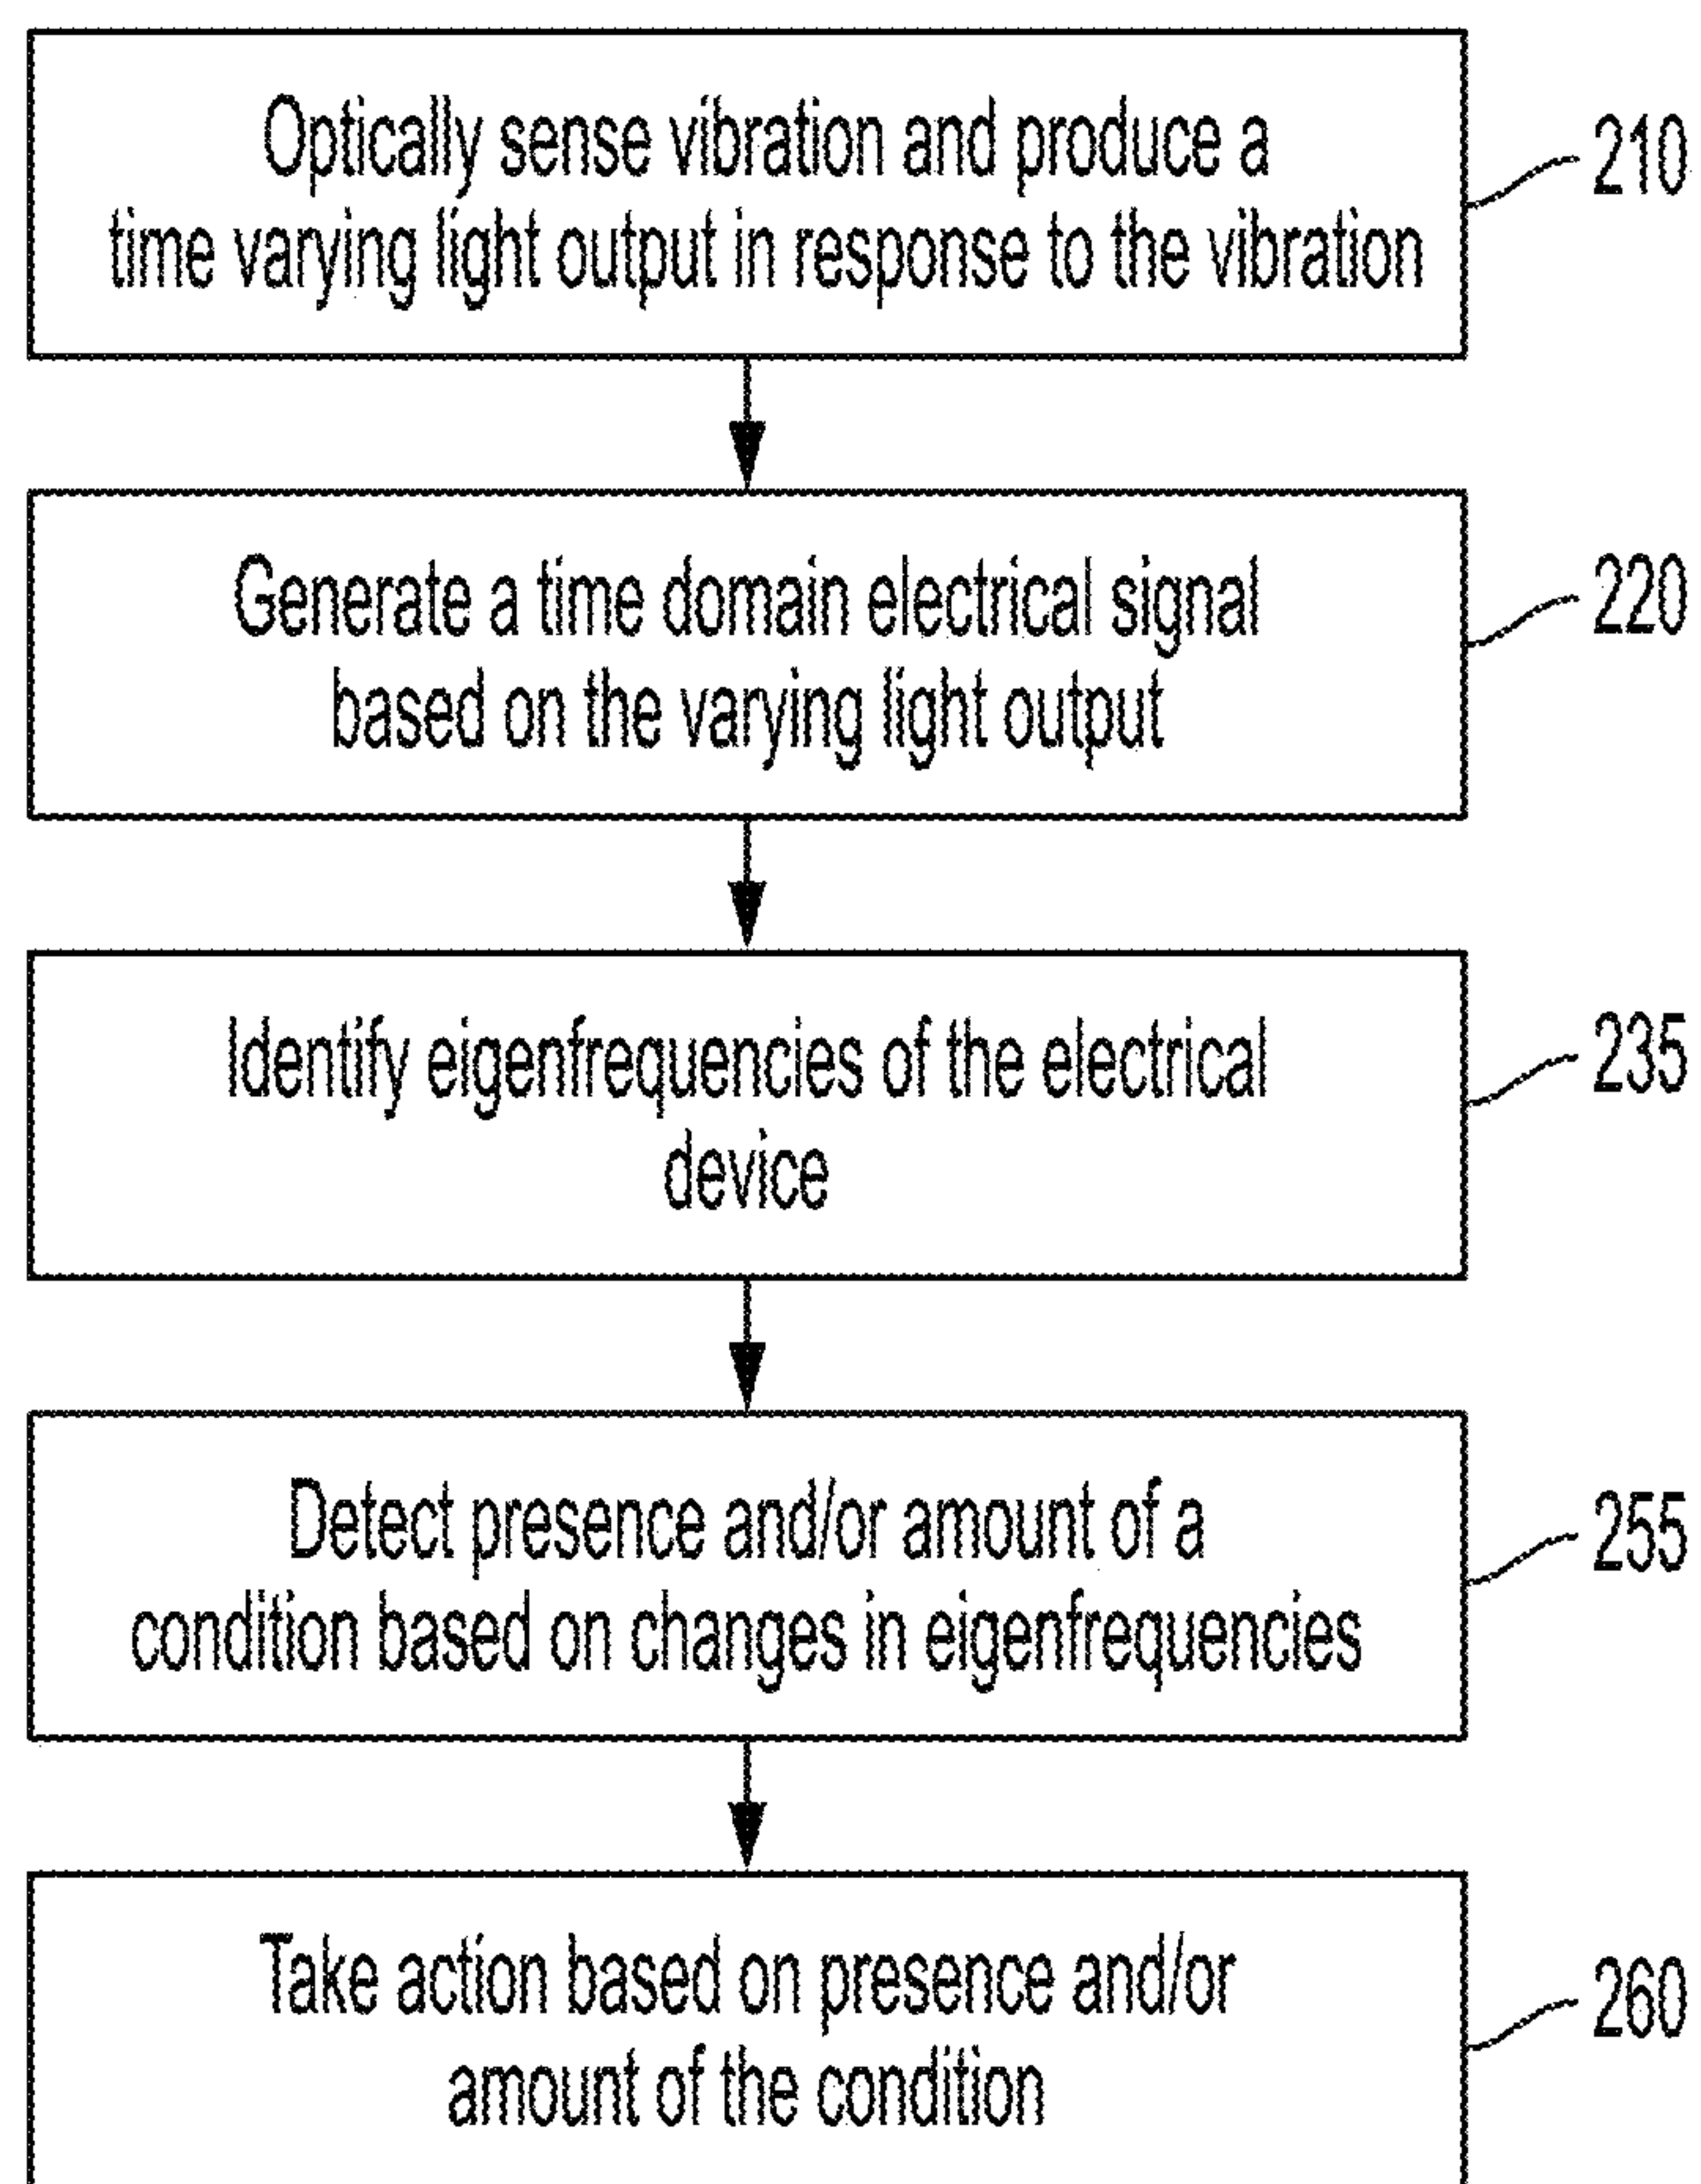 Optically sense vibration and produce a
time varying light output in response to the vibration
210
Generate a time domain electrical signal
based on the varying light output
220
Identify eigenfrequencies of the electrical
device
235
Detect presence and/or amount of a
condition based on changes in eigenfrequencies
255
Take action based on presence and/or
amount of the condition
260